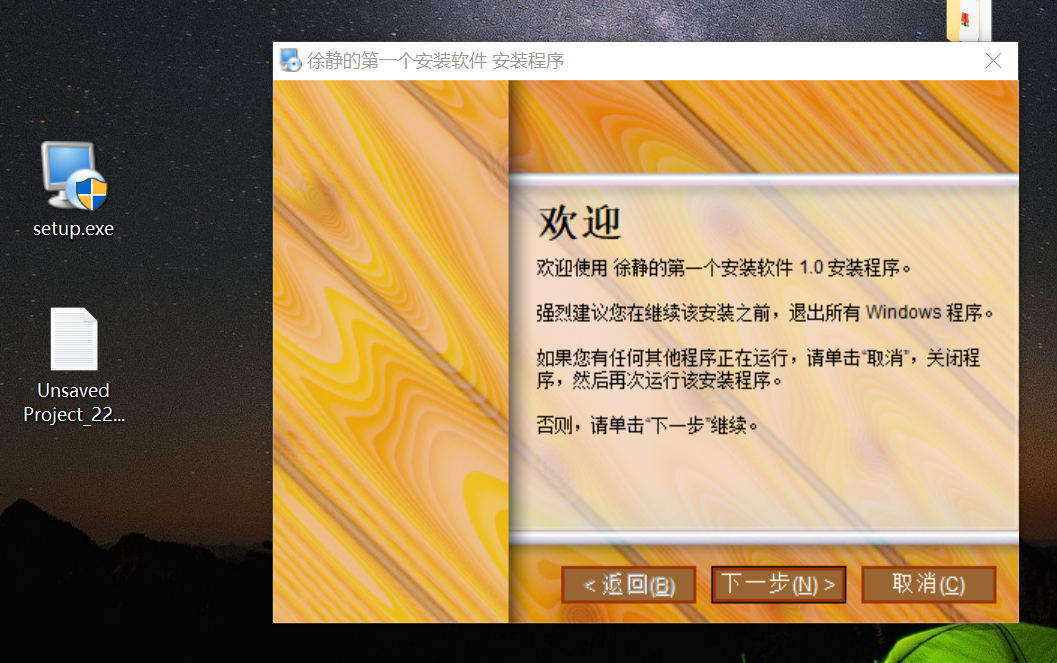 徐静的第一个安装软件 安装程序
setup.exe
Unsaved
Project_22...
欢迎
欢迎使用 徐静的第一个安装软件 1.0 安装程序。
强烈建议您在继续该安装之前，退出所有 Windows 程序。
如果您有任何其他程序正在运行，请单击“取消”，关闭程
序，然后再次运行该安装程序。
否则，请单击“下一步”继续。
< 返回(B)
下一步(N) >
取消(C)